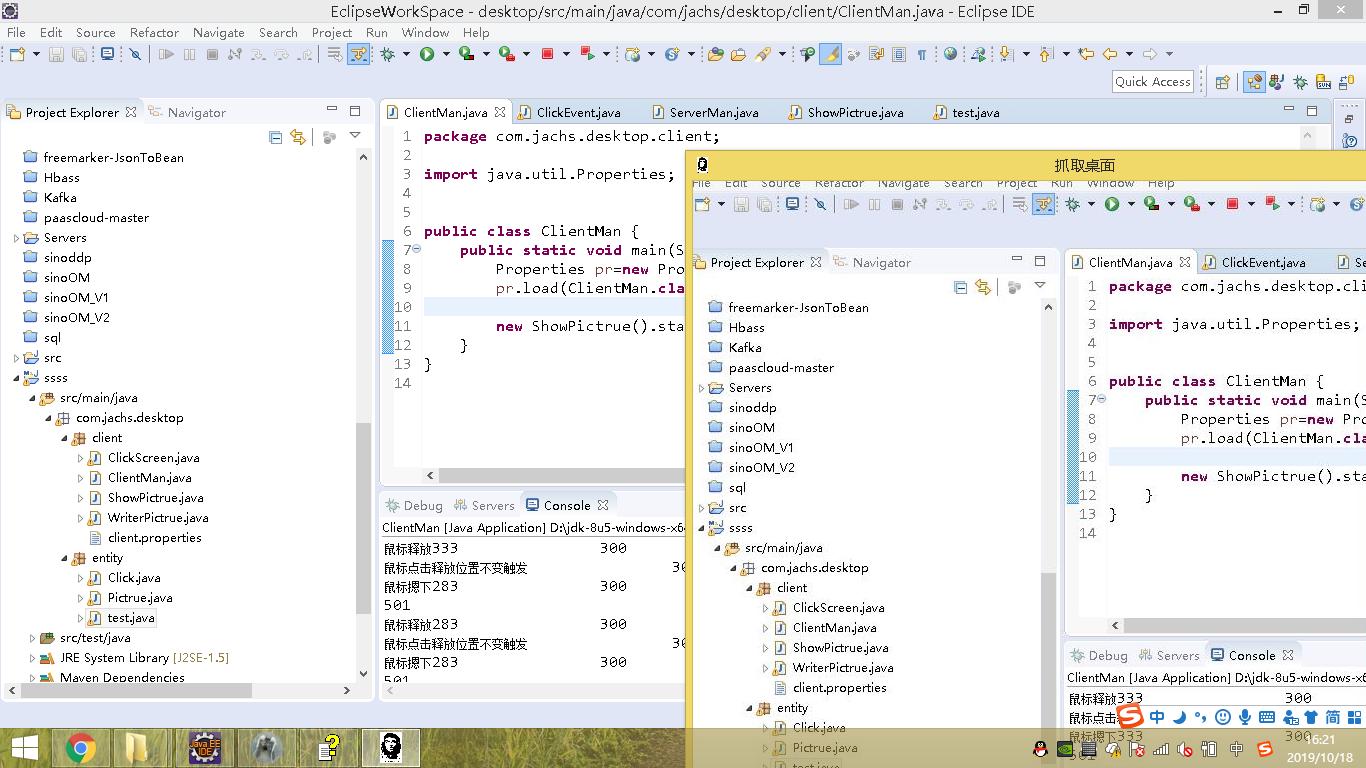 EclipseWorkSpace - desktop/src/main/java/com/jachs/desktop/client/ClientMan.java - Eclipse IDE
File Edit Source Refactor Navigate Search Project Run Window Help
Quick Access
Project Explorer Navigator
freemarker-JsonToBean
Hbass
Kafka
paascloud-master
Servers
sinoddp
sinoOM
sinoOM_V1
sinoOM_V2
sql
src
ssss
src/main/java
com.jachs.desktop
client
ClickScreen.java
ClientMan.java
ShowPictrue.java
WriterPictrue.java
client.properties
entity
Click.java
Pictrue.java
test.java
src/test/java
JRE System Library [J2SE-1.5]
Maven Dependencies
ClientMan.java ClickEvent.java ServerMan.java ShowPictrue.java test.java
1 package com.jachs.desktop.client;
2
3 import java.util.Properties;
4
5
6 public class ClientMan {
7 public static void main(S
8 Properties pr=new Pro
9 pr.load(ClientMan.cla
10
11 new ShowPictrue().sta
12 }
13 }
14
Debug Servers Console
ClientMan [Java Application] D:\jdk-8u5-windows-x6
鼠标释放333 300
鼠标点击释放位置不变触发 30
鼠标摁下283 300
501
鼠标释放283 300
鼠标点击释放位置不变触发 30
鼠标摁下283 300
501
抓取桌面
File Edit Source Refactor Navigate Search Project Run Window Help
Project Explorer Navigator
freemarker-JsonToBean
Hbass
Kafka
paascloud-master
Servers
sinoddp
sinoOM
sinoOM_V1
sinoOM_V2
sql
src
ssss
src/main/java
com.jachs.desktop
client
ClickScreen.java
ClientMan.java
ShowPictrue.java
WriterPictrue.java
client.properties
entity
Click.java
Pictrue.java
test.java
ClientMan.java ClickEvent.java Se
1 package com.jachs.desktop.cli
2
3 import java.util.Properties;
4
5
6 public class ClientMan {
7 public static void main(S
8 Properties pr=new Pro
9 pr.load(ClientMan.cla
10
11 new ShowPictrue().sta
12 }
13 }
14
Debug Servers Console
ClientMan [Java Application] D:\jdk-8u5-windows-x6
鼠标释放333 300
鼠标点击
中 简
鼠标摁下283 300
Java EE
IDE
中
16:21
2019/10/18